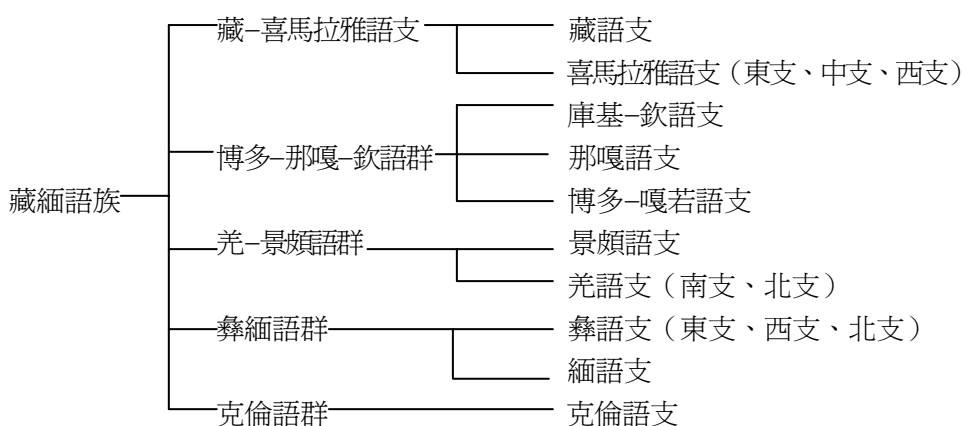 藏–喜馬拉雅語支 藏語支
喜馬拉雅語支（東支、中支、西支）
庫基–欽語支
博多–那嘎–欽語群 那嘎語支
博多–嘎若語支
藏緬語族
羌–景頗語群 景頗語支
羌語支（南支、北支）
彝緬語群 彝語支（東支、西支、北支）
緬語支
克倫語群 克倫語支